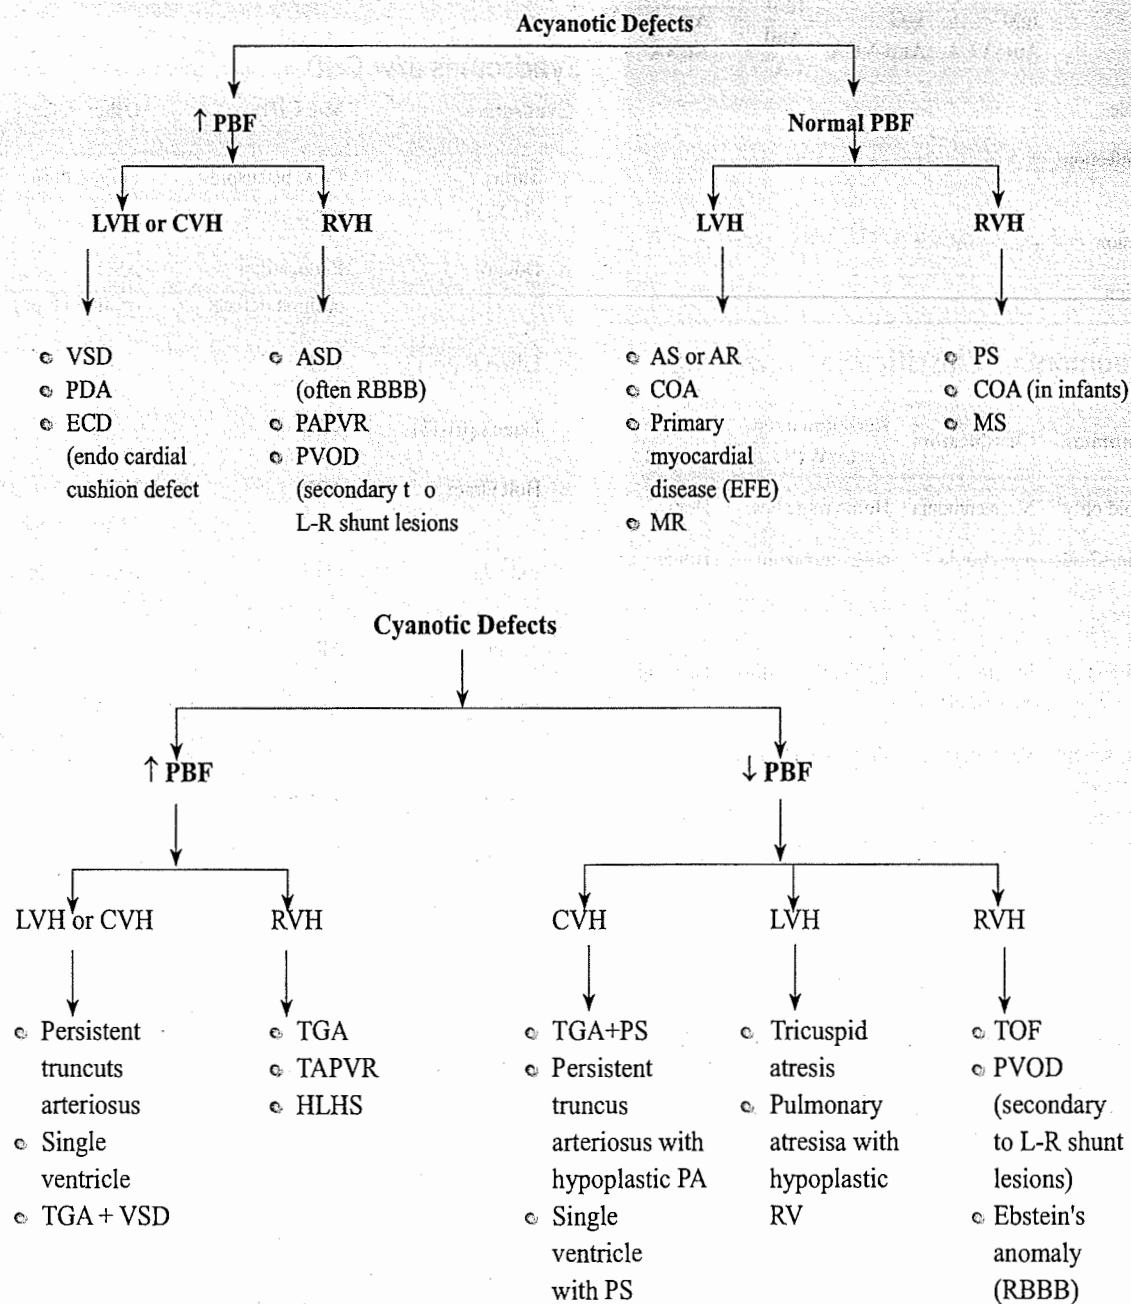 Acyanotic Defects
↑ PBF
Normal PBF
LVH or CVH
RVH
LVH
RVH
VSD
PDA
ECD
(endo cardial
cushion defect
ASD
(often RBBB)
PAPVR
PVOD
(secondary t o
L-R shunt lesions
AS or AR
COA
Primary
myocardial
disease (EFE)
MR
PS
COA (in infants)
MS
Cyanotic Defects
↑ PBF
↓ PBF
LVH or CVH
RVH
CVH
LVH
RVH
Persistent
truncuts
arteriosus
Single
ventricle
TGA + VSD
TGA
TAPVR
HLHS
TGA+PS
Persistent
truncus
arteriosus with
hypoplastic PA
Single
ventricle
with PS
Tricuspid
atresis
Pulmonary
atresisa with
hypoplastic
RV
TOF
PVOD
(secondary
to L-R shunt
lesions)
Ebstein's
anomaly
(RBBB)